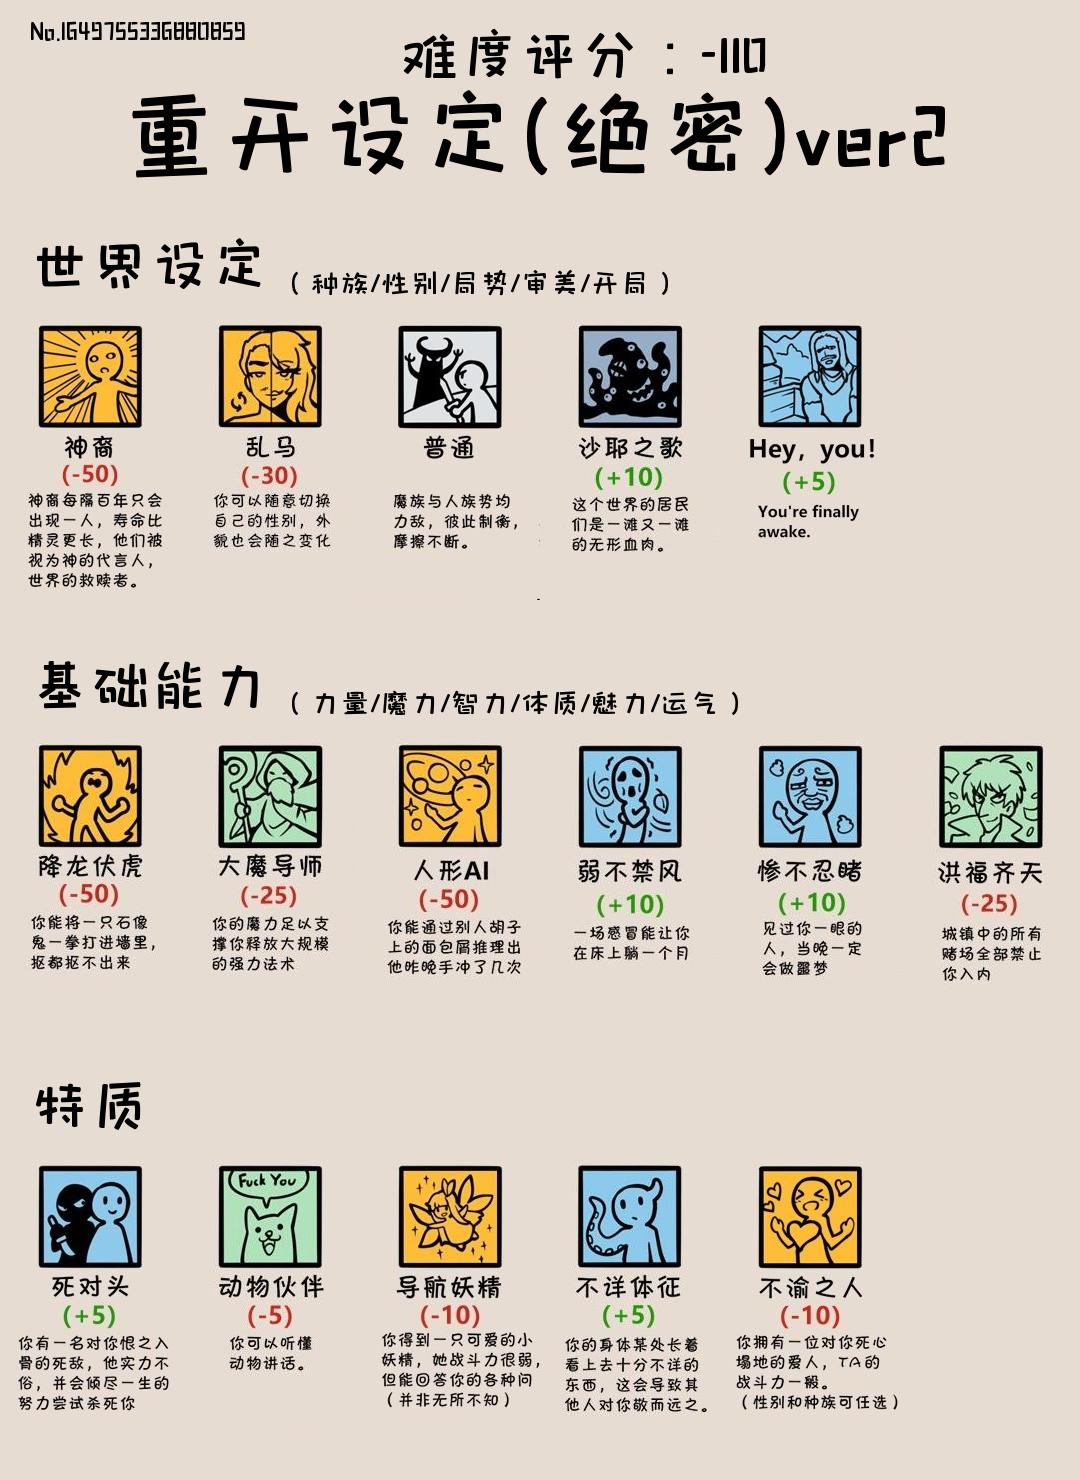 No.1649755336880859
难度评分：-110
重开设定(绝密)ver2
世界设定（种族/性别/局势/审美/开局）
神裔
(-50)
神裔每隔百年只会
出现一人，寿命比
精灵更长，他们被
视为神的代言人，
世界的救赎者。
乱马
(-30)
你可以随意切换
自己的性别，外
貌也会随之变化
普通
魔族与人族势均
力敌，彼此制衡，
摩擦不断。
沙耶之歌
(+10)
这个世界的居民
们是一滩又一滩
的无形血肉。
Hey, you!
(+5)
You're finally
awake.
基础能力（力量/魔力/智力/体质/魅力/运气）
降龙伏虎
(-50)
你能将一只石像
鬼一拳打进墙里，
抠都抠不出来
大魔导师
(-25)
你的魔力足以支
撑你释放大规模
的强力法术
人形AI
(-50)
你能通过别人胡子
上的面包屑推理出
他昨晚手冲了几次
弱不禁风
(+10)
一场感冒能让你
在床上躺一个月
惨不忍睹
(+10)
见过你一眼的
人，当晚一定
会做噩梦
洪福齐天
(-25)
城镇中的所有
赌场全部禁止
你入内
特质
死对头
(+5)
你有一名对你恨之入
骨的死敌，他实力不
俗，并会倾尽一生的
努力尝试杀死你
Fuck You
动物伙伴
(-5)
你可以听懂
动物讲话。
导航妖精
(-10)
你得到一只可爱的小
妖精，她战斗力很弱，
但能回答你的各种问
（并非无所不知）
不详体征
(+5)
你的身体某处长着
看上去十分不详的
东西，这会导致其
他人对你敬而远之。
不渝之人
(-10)
你拥有一位对你死心
塌地的爱人，TA的
战斗力一般。
（性别和种族可任选）